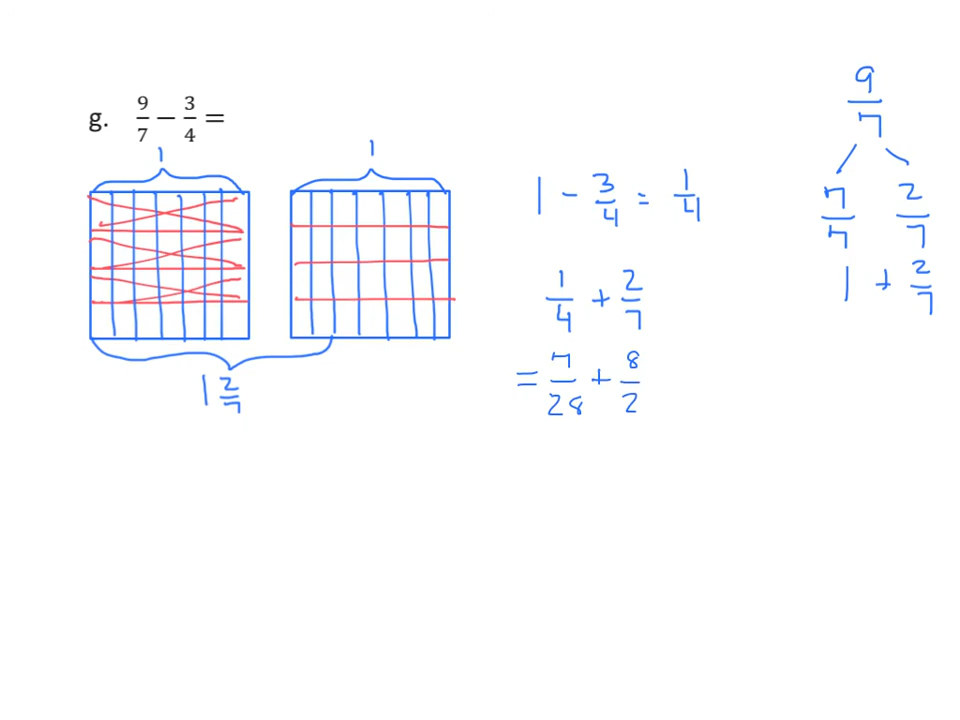 g. 9/7 − 3/4 =
1
1
1 2/7
1 − 3/4 = 1/4
1/4 + 2/7
= 7/28 + 8/2
9/7
7/7 2/7
1 + 2/7